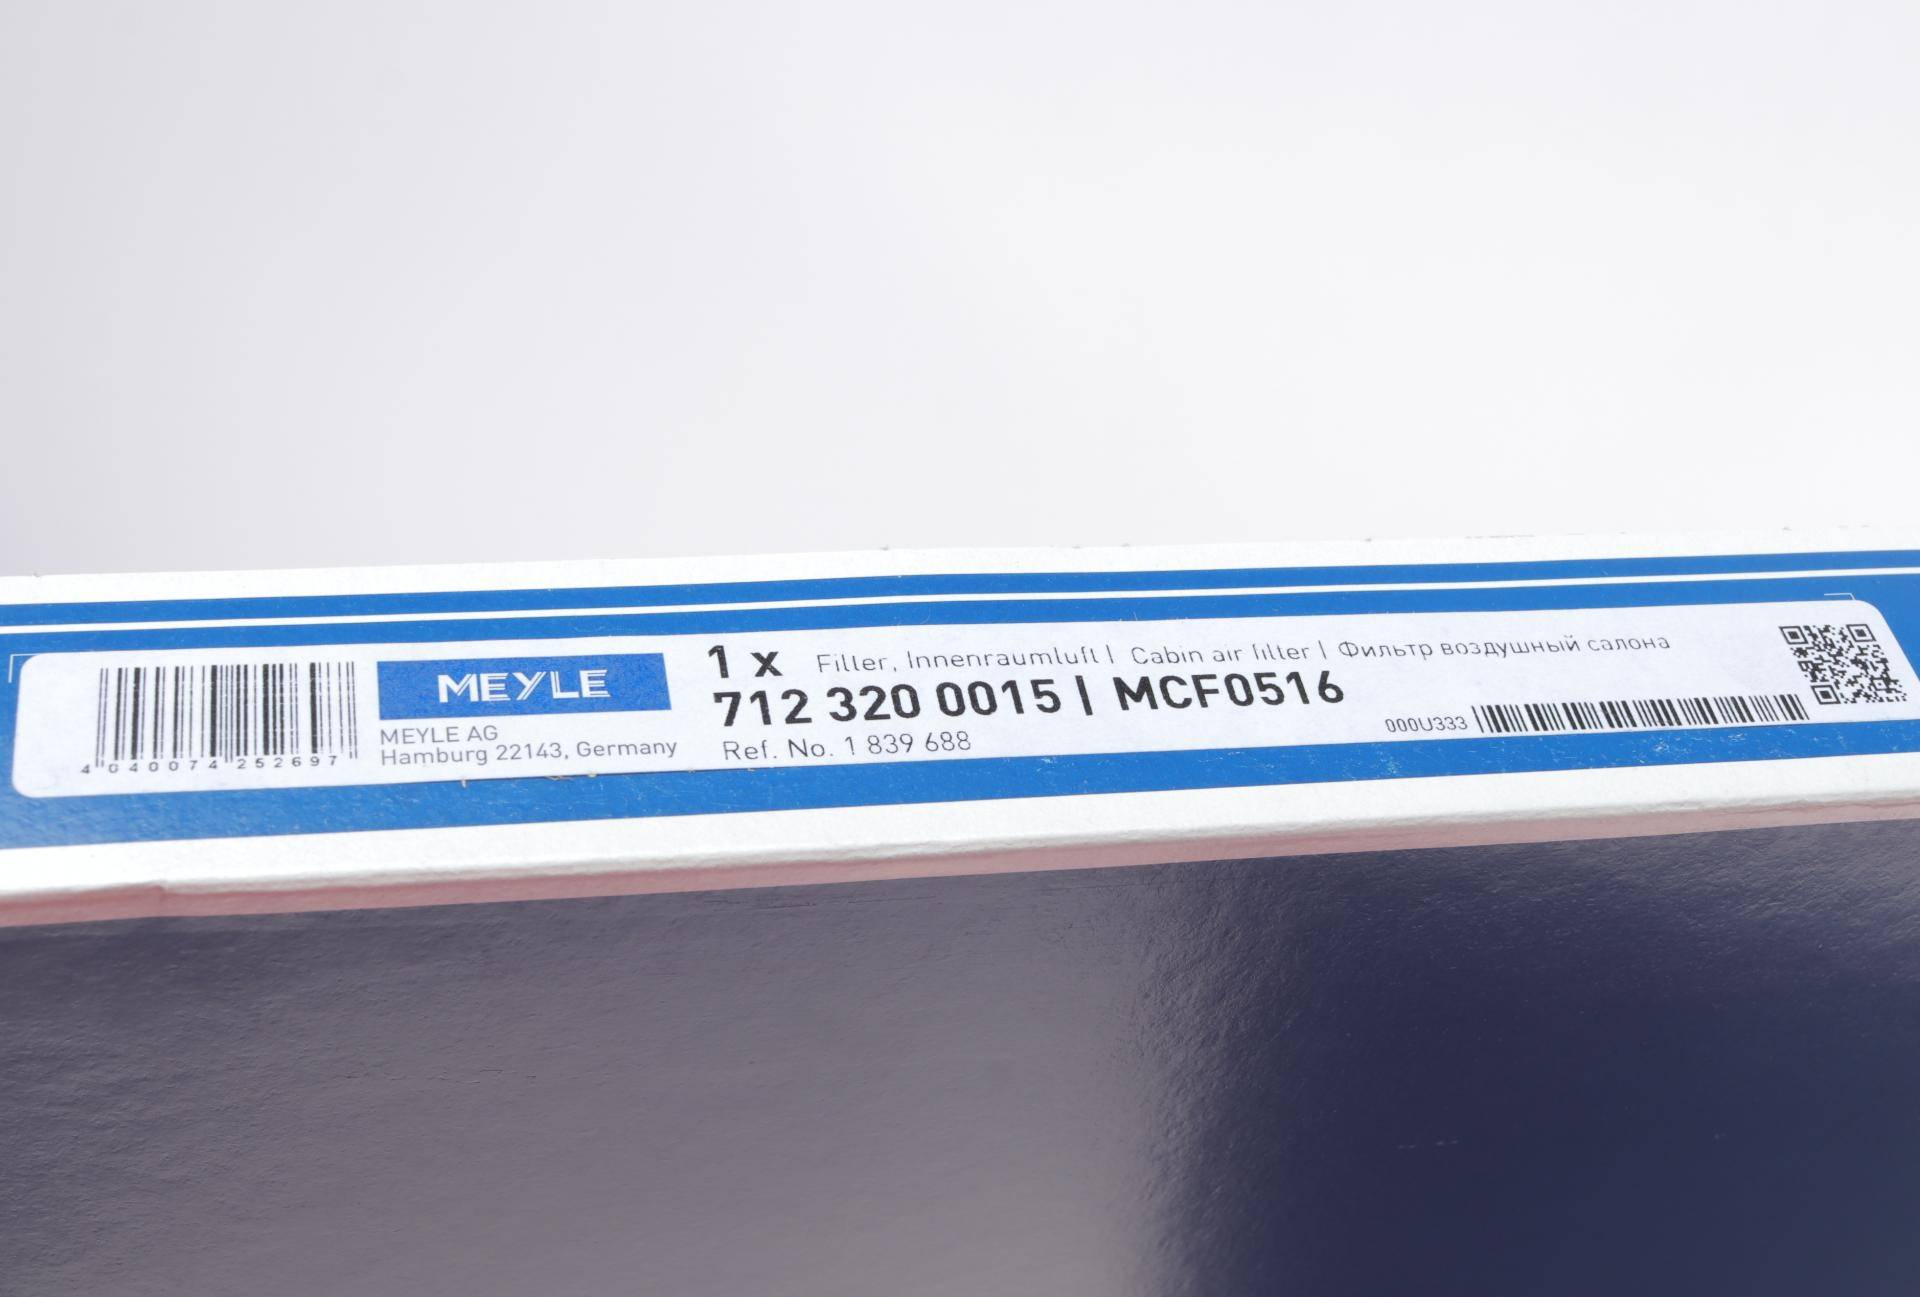 4 040074 252697
MEYLE
MEYLE AG
Hamburg 22143, Germany
1 x Filter, Innenraumluft | Cabin air filter | Фильтр воздушный салона
712 320 0015 | MCF0516
Ref. No. 1 839 688
000U333